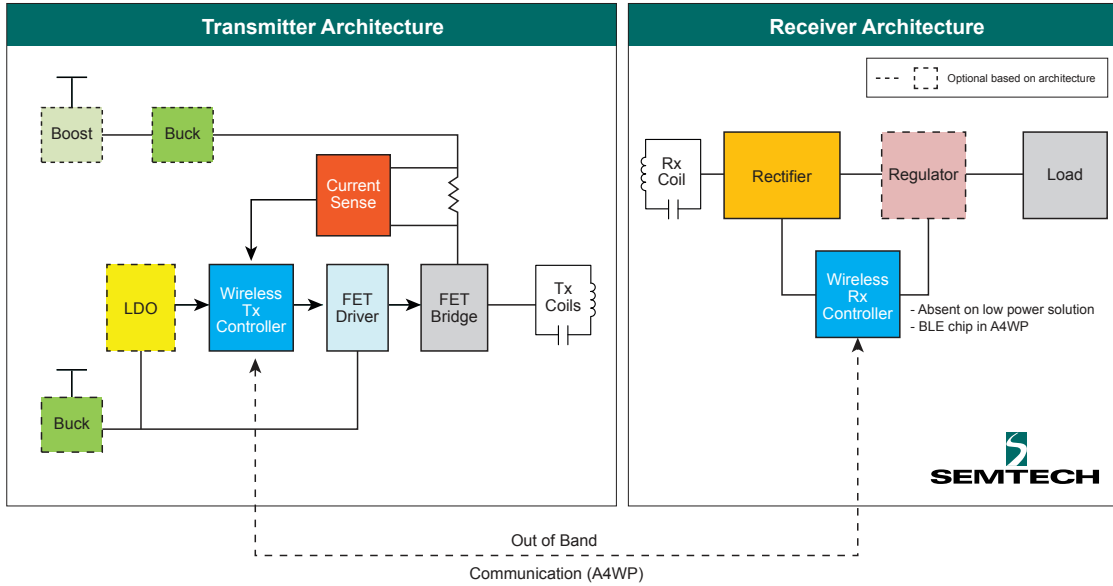 Transmitter Architecture
Boost
Buck
Current
Sense
LDO
Wireless
Tx
Controller
FET
Driver
FET
Bridge
Tx
Coils
Buck
Receiver Architecture
Optional based on architecture
Rx
Coil
Rectifier
Regulator
Load
Wireless
Rx
Controller
- Absent on low power solution
- BLE chip in A4WP
SEMTECH
Out of Band
Communication (A4WP)